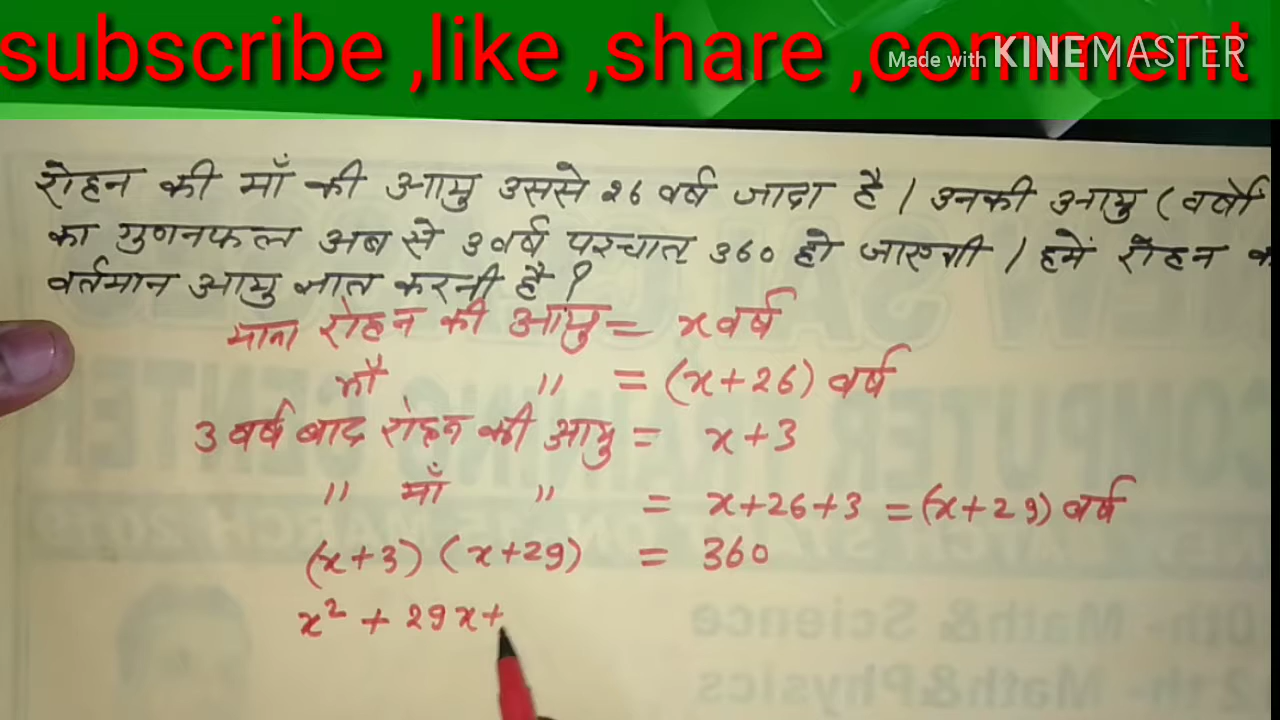 subscribe ,like ,share ,comment
Made with KINEMASTER
रोहन की माँ की आयु उससे 26 वर्ष जादा है । उनकी आयु (वर्षो
का गुणनफल अब से 3 वर्ष पश्चात् 360 हो जाएगी । हमें रोहन क
वर्तमान आयु ज्ञात करनी है ?
माना रोहन की आयु = x वर्ष
माँ " = (x+26) वर्ष
3 वर्ष बाद रोहन की आयु = x+3
" माँ " = x+26+3 = (x+29) वर्ष
(x+3) (x+29) = 360
x² + 29x+